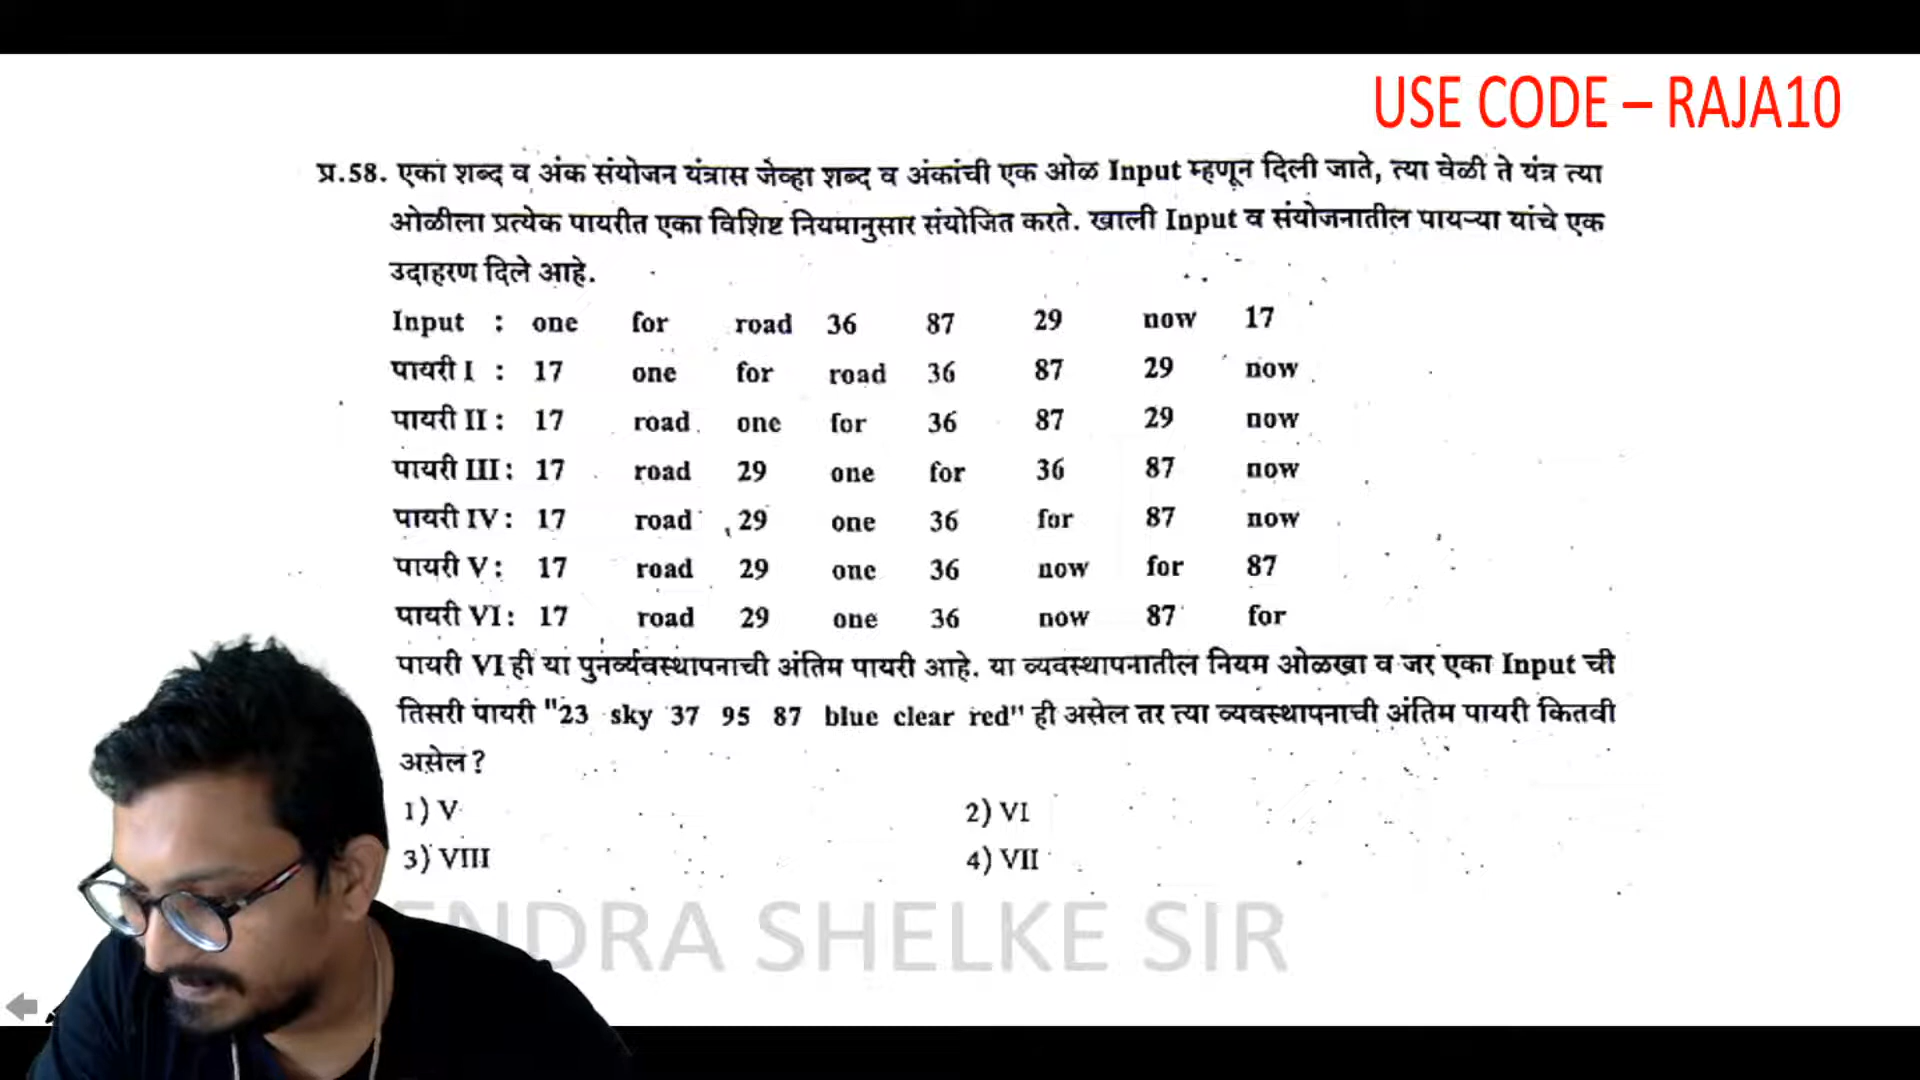 USE CODE – RAJA10
प्र.58. एका शब्द व अंक संयोजन यंत्रास जेव्हा शब्द व अंकांची एक ओळ Input म्हणून दिली जाते, त्या वेळी ते यंत्र त्या
ओळीला प्रत्येक पायरीत एका विशिष्ट नियमानुसार संयोजित करते. खाली Input व संयोजनातील पायऱ्या यांचे एक
उदाहरण दिले आहे.
Input : one for road 36 87 29 now 17
पायरी I : 17 one for road 36 87 29 now
पायरी II : 17 road one for 36 87 29 now
पायरी III : 17 road 29 one for 36 87 now
पायरी IV : 17 road 29 one 36 for 87 now
पायरी V : 17 road 29 one 36 now for 87
पायरी VI : 17 road 29 one 36 now 87 for
पायरी VI ही या पुनर्व्यवस्थापनाची अंतिम पायरी आहे. या व्यवस्थापनातील नियम ओळखा व जर एका Input ची
तिसरी पायरी "23 sky 37 95 87 blue clear red" ही असेल तर त्या व्यवस्थापनाची अंतिम पायरी कितवी
असेल ?
1) V 2) VI
3) VIII 4) VII
ENDRA SHELKE SIR